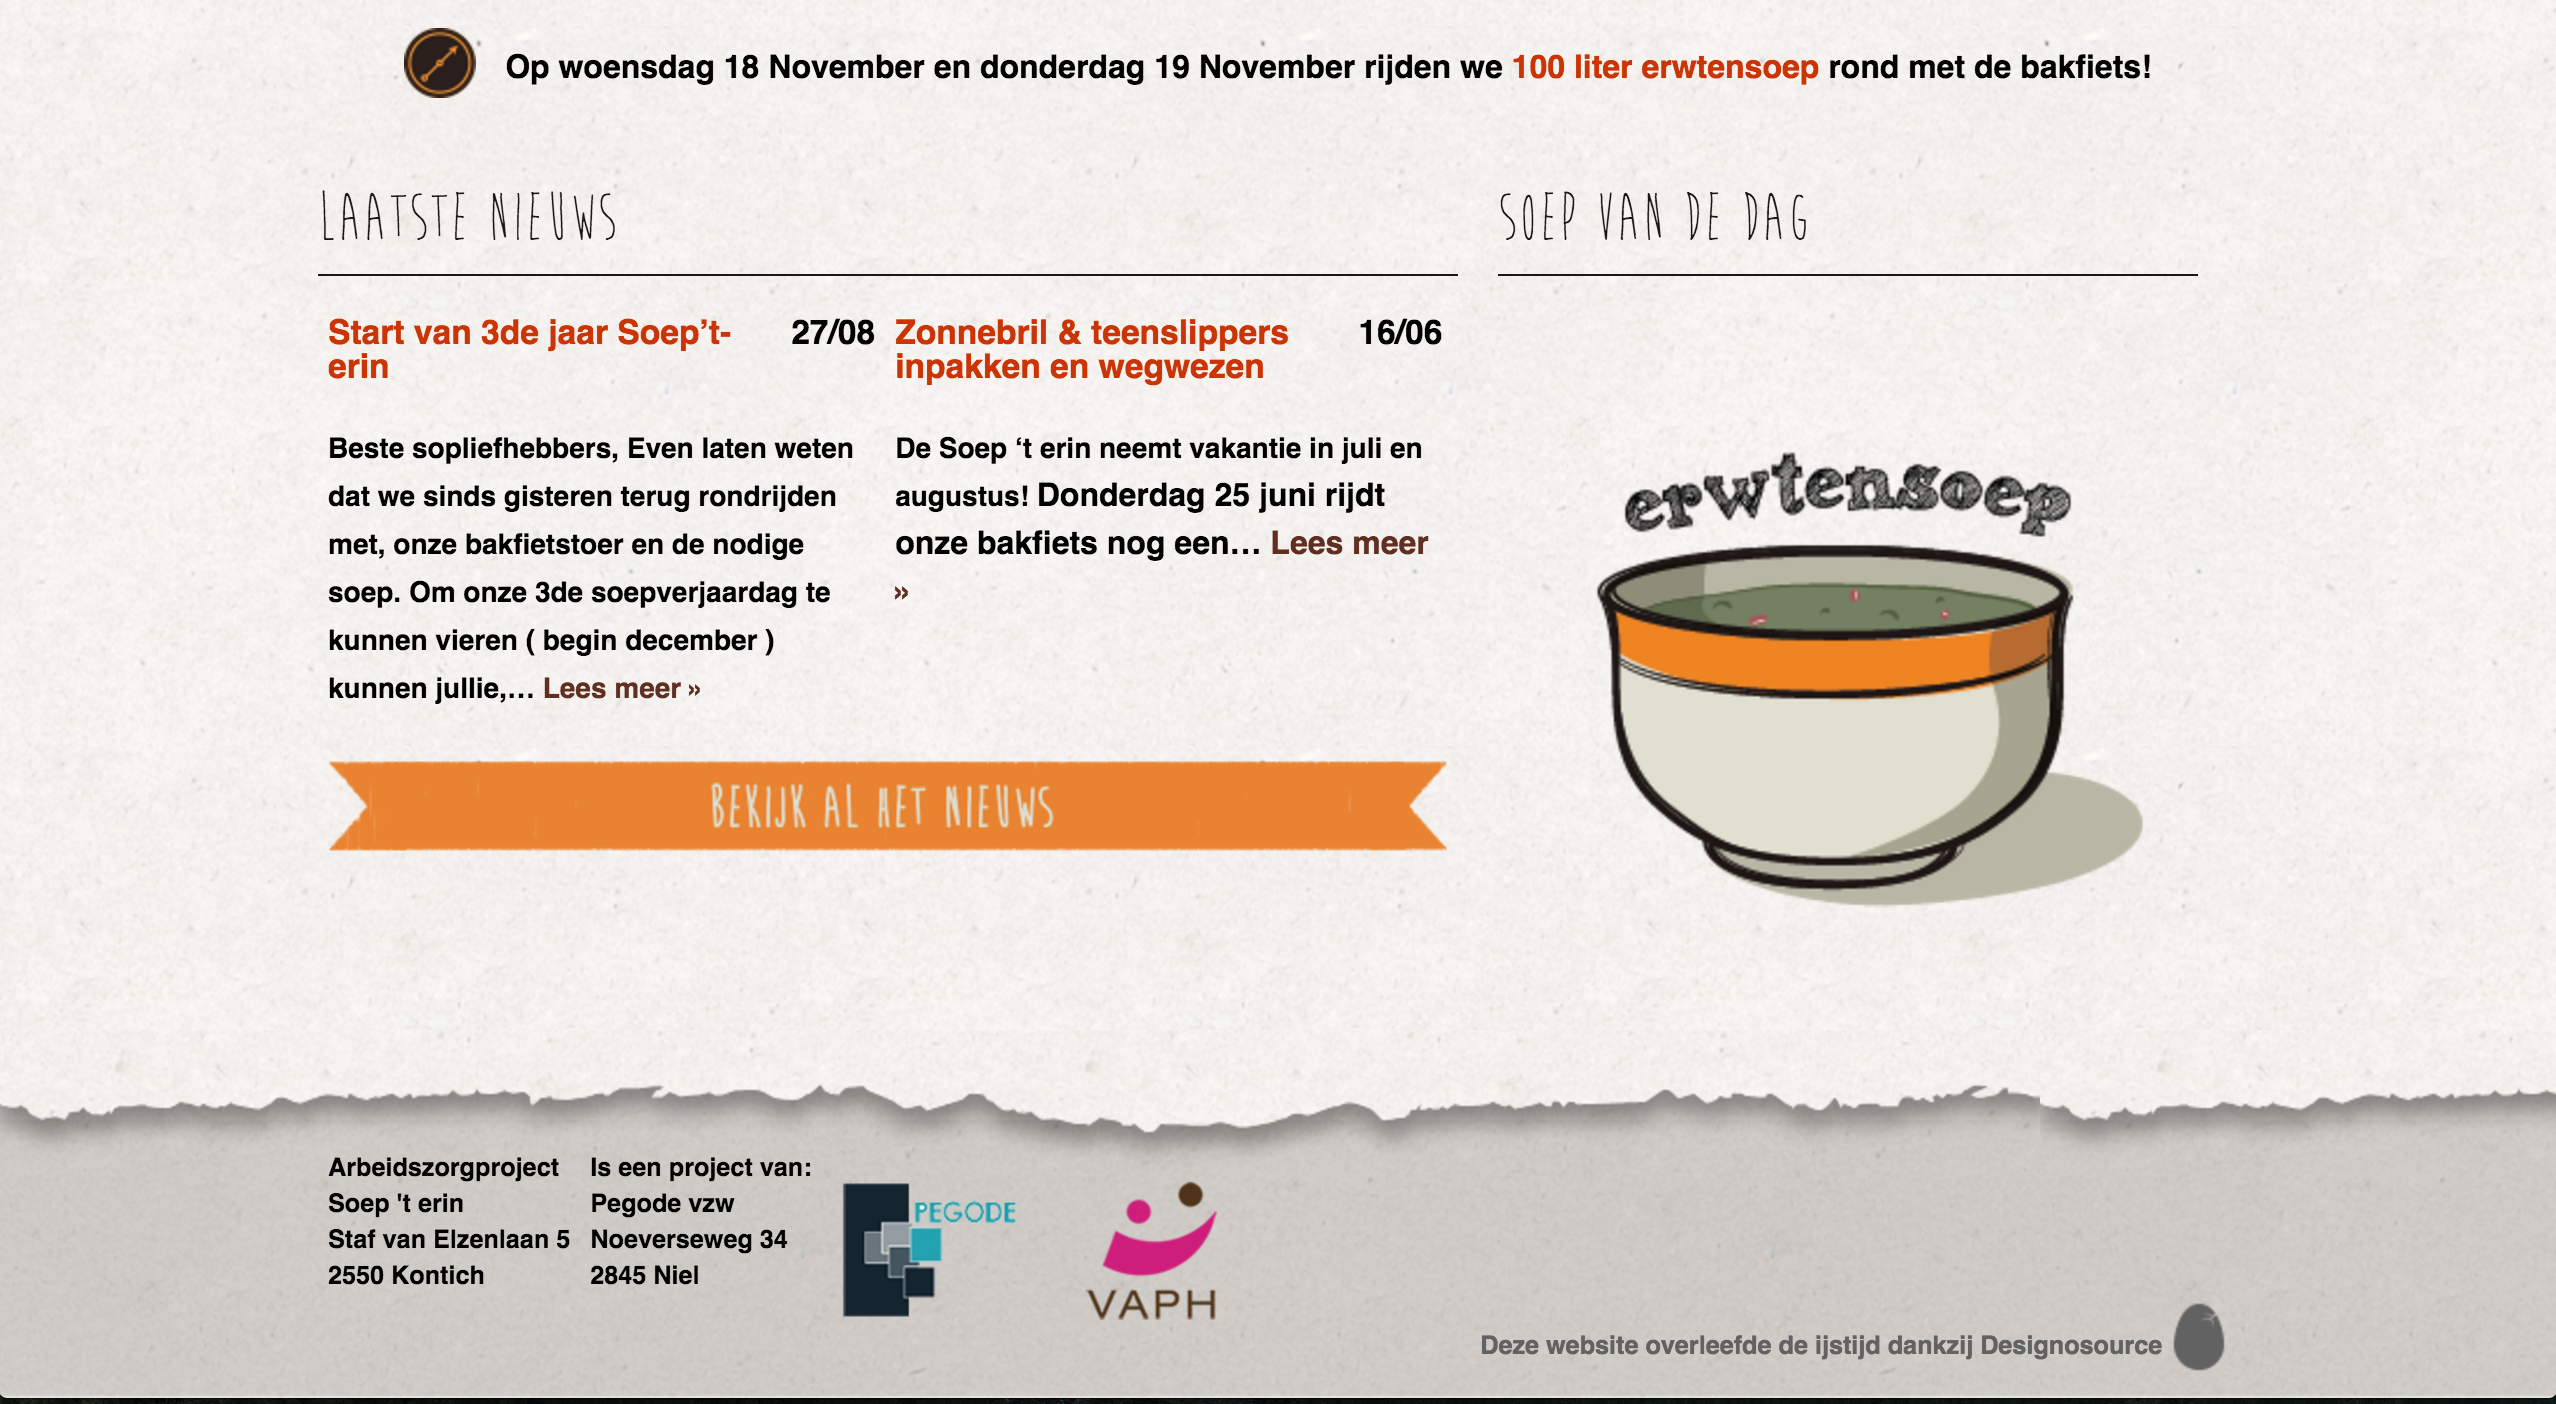 Op woensdag 18 November en donderdag 19 November rijden we 100 liter erwtensoep rond met de bakfiets!
LAATSTE NIEUWS
Start van 3de jaar Soep’t-
erin
27/08
Beste sopliefhebbers, Even laten weten
dat we sinds gisteren terug rondrijden
met, onze bakfietstoer en de nodige
soep. Om onze 3de soepverjaardag te
kunnen vieren ( begin december )
kunnen jullie,… Lees meer »
Zonnebril & teenslippers
inpakken en wegwezen
16/06
De Soep ‘t erin neemt vakantie in juli en
augustus! Donderdag 25 juni rijdt
onze bakfiets nog een… Lees meer
»
BEKIJK AL HET NIEUWS
SOEP VAN DE DAG
erwtensoep
Arbeidszorgproject
Soep 't erin
Staf van Elzenlaan 5
2550 Kontich
Is een project van:
Pegode vzw
Noeverseweg 34
2845 Niel
PEGODE
VAPH
Deze website overleefde de ijstijd dankzij Designosource